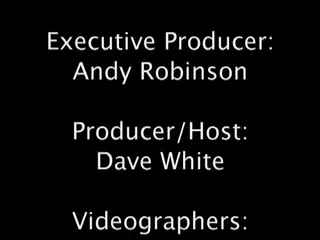 Executive Producer:
Andy Robinson
Producer/Host:
Dave White
Videographers: